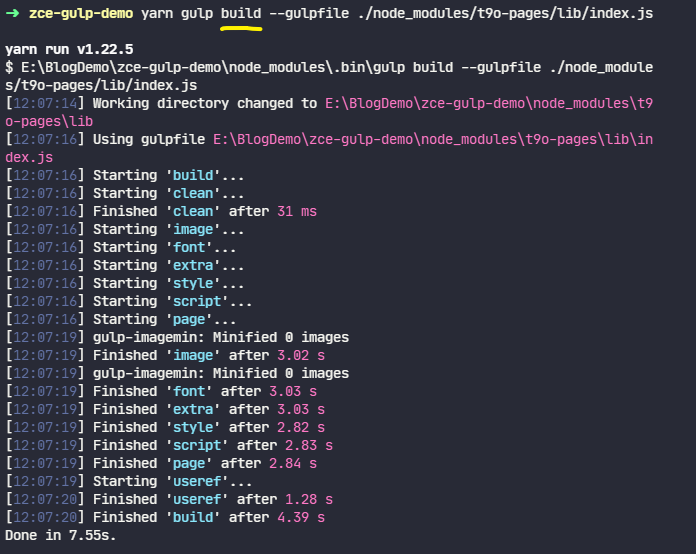 ➜ zce-gulp-demo yarn gulp build --gulpfile ./node_modules/t9o-pages/lib/index.js
yarn run v1.22.5
$ E:\BlogDemo\zce-gulp-demo\node_modules\.bin\gulp build --gulpfile ./node_module
s/t9o-pages/lib/index.js
[12:07:14] Working directory changed to E:\BlogDemo\zce-gulp-demo\node_modules\t9
o-pages\lib
[12:07:16] Using gulpfile E:\BlogDemo\zce-gulp-demo\node_modules\t9o-pages\lib\in
dex.js
[12:07:16] Starting 'build'...
[12:07:16] Starting 'clean'...
[12:07:16] Finished 'clean' after 31 ms
[12:07:16] Starting 'image'...
[12:07:16] Starting 'font'...
[12:07:16] Starting 'extra'...
[12:07:16] Starting 'style'...
[12:07:16] Starting 'script'...
[12:07:16] Starting 'page'...
[12:07:19] gulp-imagemin: Minified 0 images
[12:07:19] Finished 'image' after 3.02 s
[12:07:19] gulp-imagemin: Minified 0 images
[12:07:19] Finished 'font' after 3.03 s
[12:07:19] Finished 'extra' after 3.03 s
[12:07:19] Finished 'style' after 2.82 s
[12:07:19] Finished 'script' after 2.83 s
[12:07:19] Finished 'page' after 2.84 s
[12:07:19] Starting 'useref'...
[12:07:20] Finished 'useref' after 1.28 s
[12:07:20] Finished 'build' after 4.39 s
Done in 7.55s.